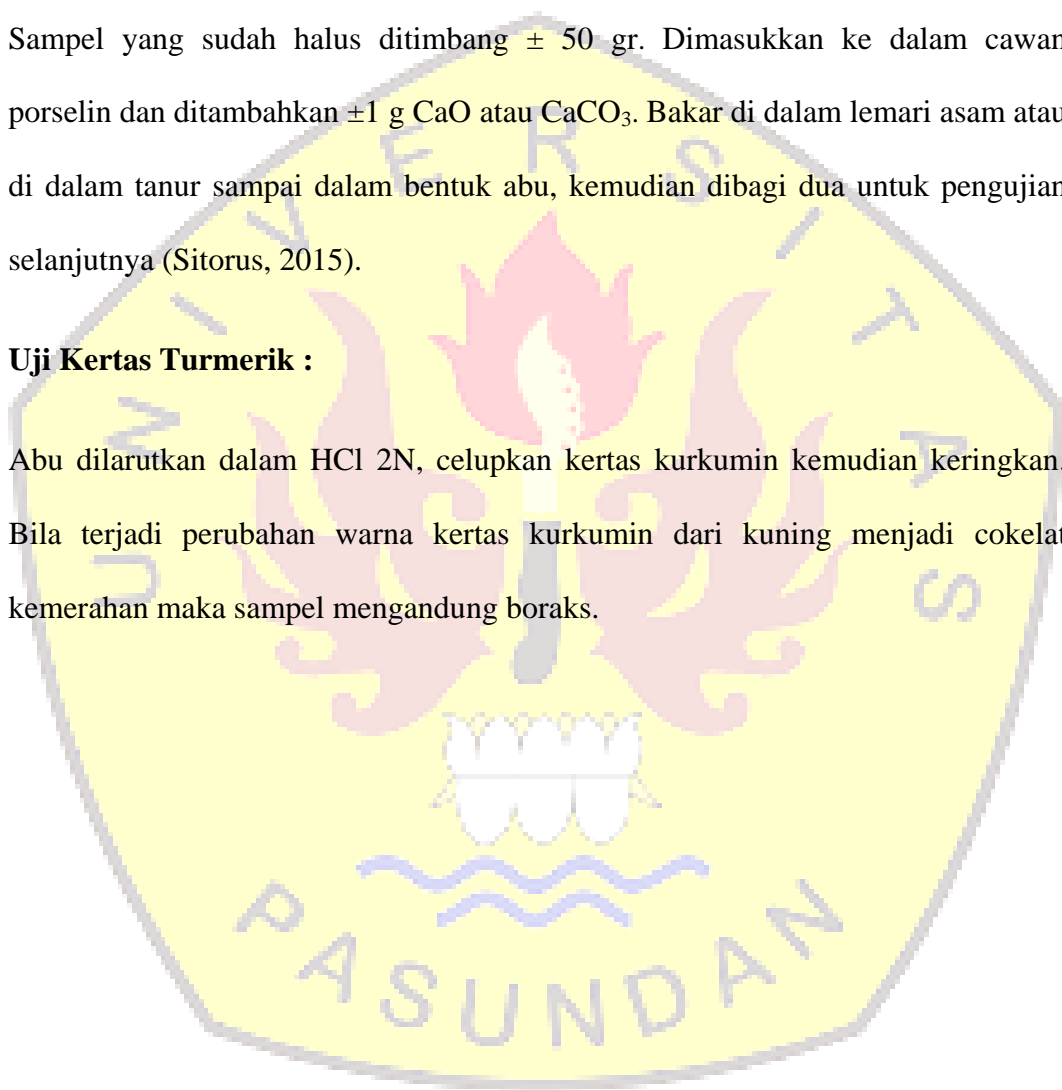 Sampel yang sudah halus ditimbang ± 50 gr. Dimasukkan ke dalam cawan
porselin dan ditambahkan ±1 g CaO atau CaCO₃. Bakar di dalam lemari asam atau
di dalam tanur sampai dalam bentuk abu, kemudian dibagi dua untuk pengujian
selanjutnya (Sitorus, 2015).
Uji Kertas Turmerik :
Abu dilarutkan dalam HCl 2N, celupkan kertas kurkumin kemudian keringkan.
Bila terjadi perubahan warna kertas kurkumin dari kuning menjadi cokelat
kemerahan maka sampel mengandung boraks.
UNIVERSITAS
PASUNDAN